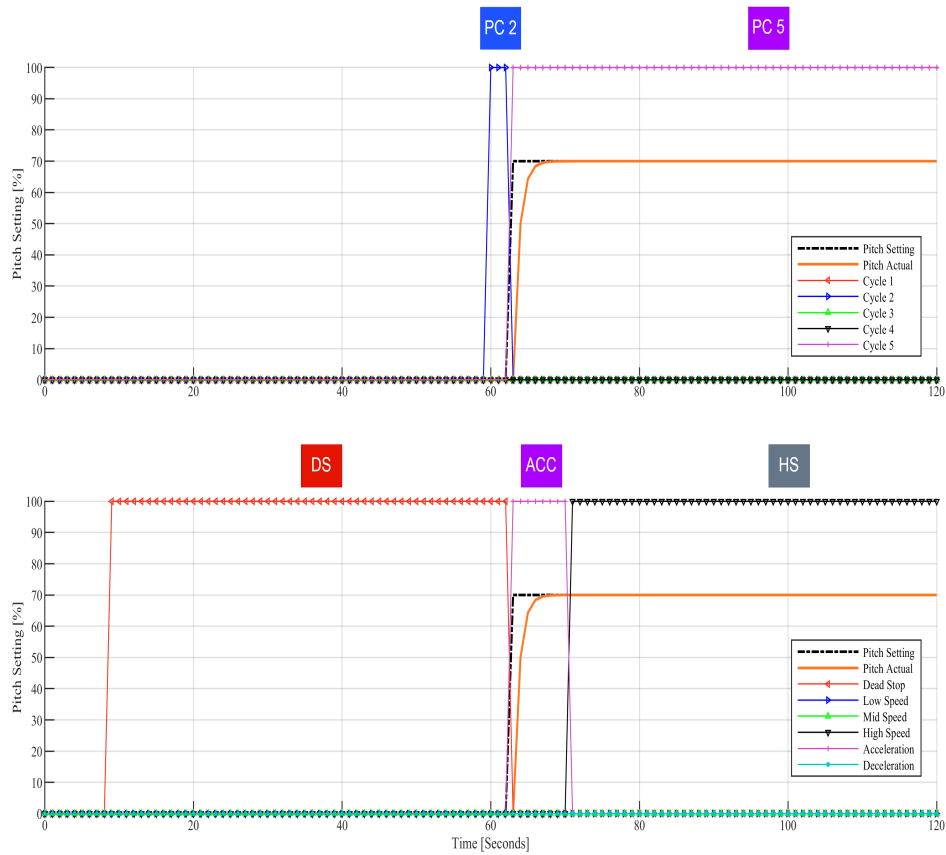 PC 2
PC 5
Pitch Setting [%]
100
90
80
70
60
50
40
30
20
10
0
0
20
40
60
80
100
120
Pitch Setting
Pitch Actual
Cycle 1
Cycle 2
Cycle 3
Cycle 4
Cycle 5
DS
ACC
HS
Pitch Setting [%]
100
90
80
70
60
50
40
30
20
10
0
0
20
40
60
80
100
120
Pitch Setting
Pitch Actual
Dead Stop
Low Speed
Mid Speed
High Speed
Acceleration
Deceleration
Time [Seconds]